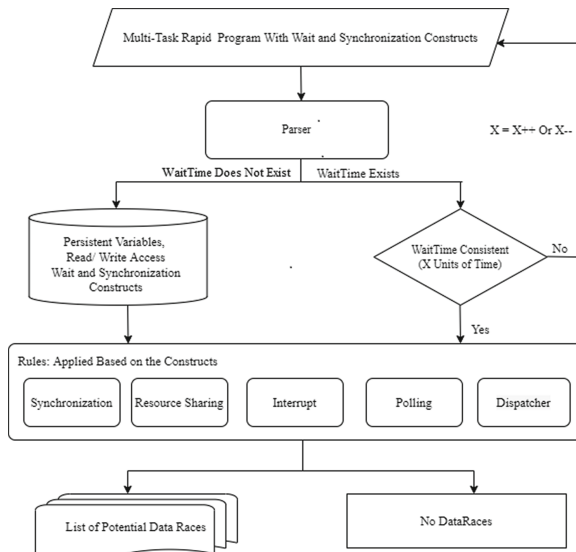 Multi-Task Rapid Program With Wait and Synchronization Constructs
Parser
X = X++ Or X--
WaitTime Does Not Exist
WaitTime Exists
Persistent Variables,
Read/ Write Access
Wait and Synchronization
Constructs
WaitTime Consistent
(X Units of Time)
No
Yes
Rules: Applied Based on the Constructs
Synchronization
Resource Sharing
Interrupt
Polling
Dispatcher
List of Potential Data Races
No DataRaces